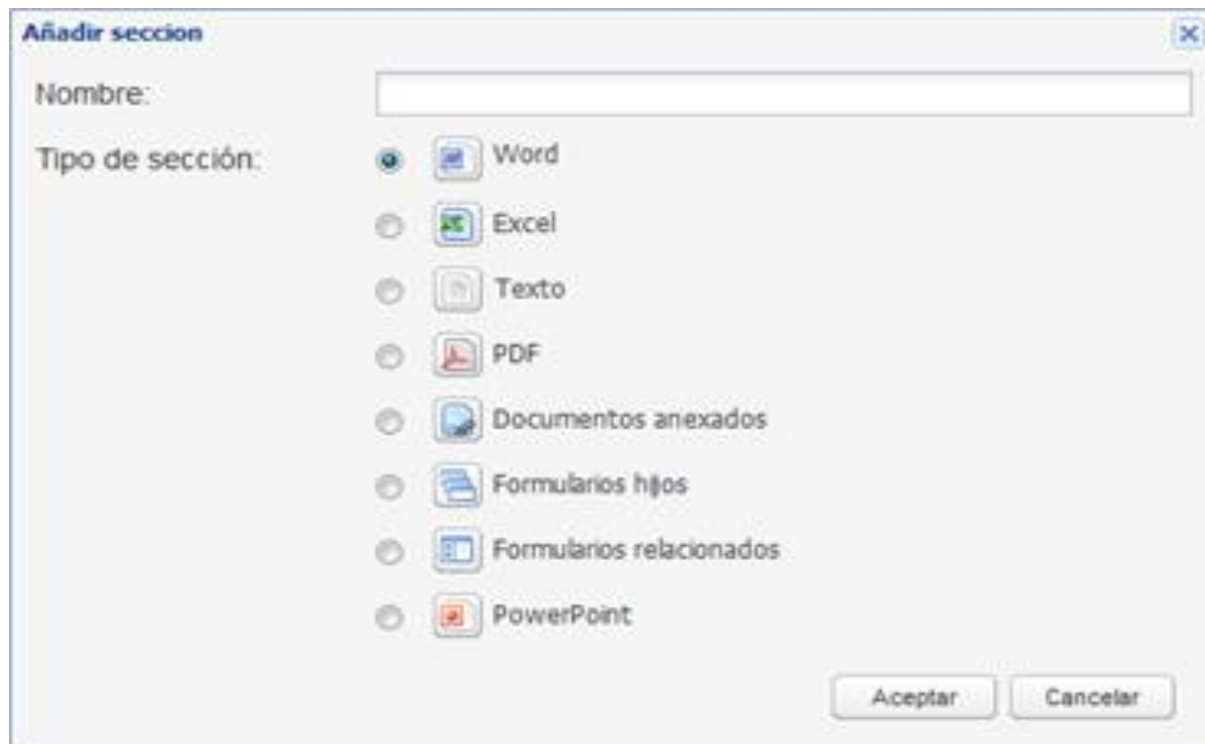 Añadir seccion
Nombre:
Tipo de sección:
Word
Excel
Texto
PDF
Documentos anexados
Formularios hijos
Formularios relacionados
PowerPoint
Aceptar
Cancelar